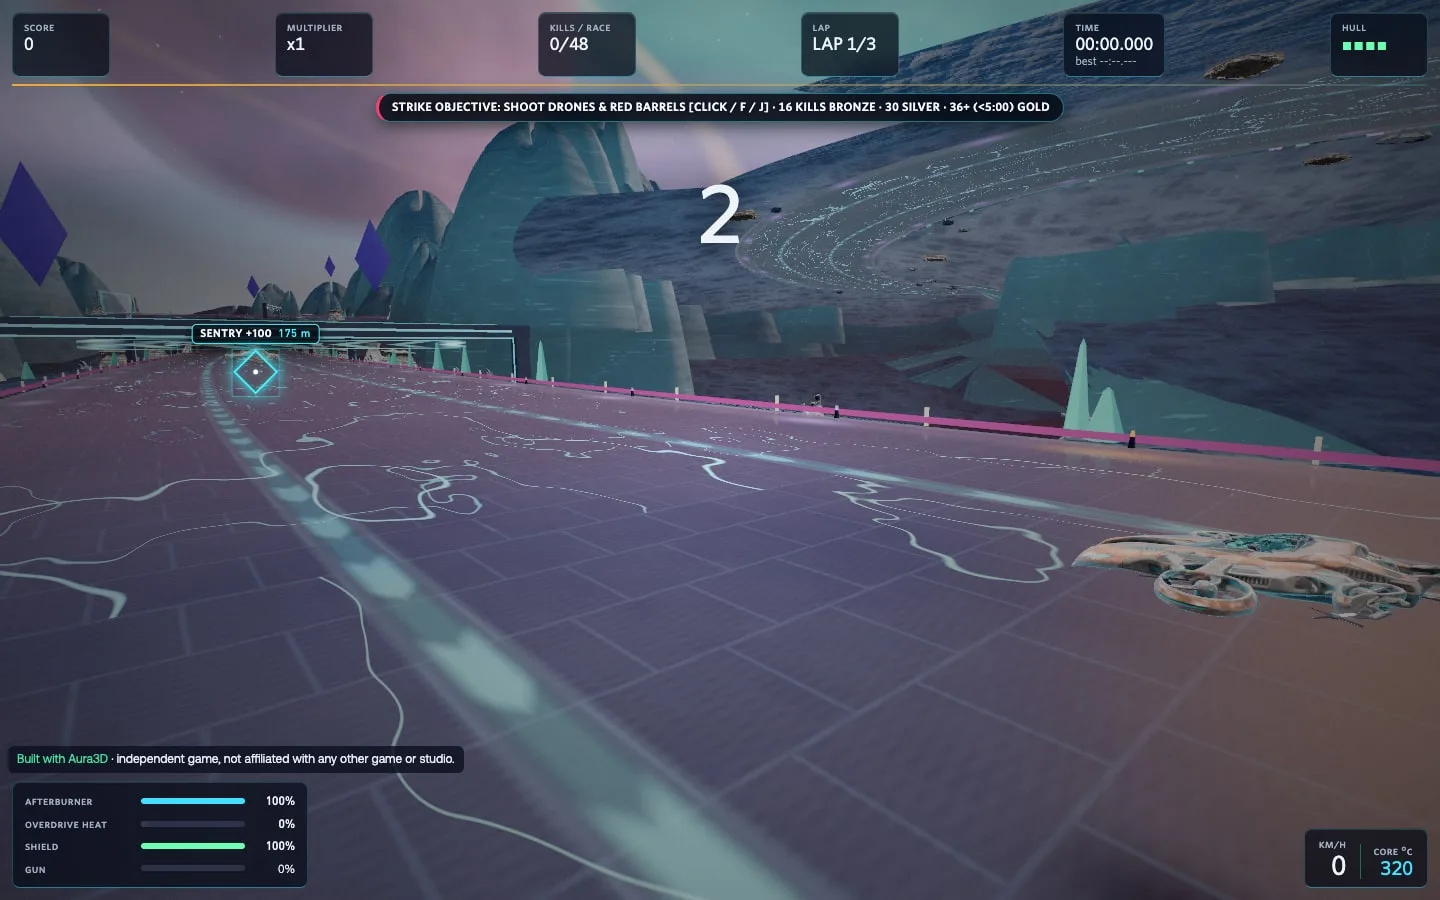 SCORE
0
MULTIPLIER
x1
KILLS / RACE
0/48
LAP
LAP 1/3
TIME
00:00.000
best --:--.---
HULL
STRIKE OBJECTIVE: SHOOT DRONES & RED BARRELS [CLICK / F / J] · 16 KILLS BRONZE · 30 SILVER · 36+ (<5:00) GOLD
2
SENTRY +100 175 m
Built with Aura3D · independent game, not affiliated with any other game or studio.
AFTERBURNER 100%
OVERDRIVE HEAT 0%
SHIELD 100%
GUN 0%
KM/H
0
CORE °C
320